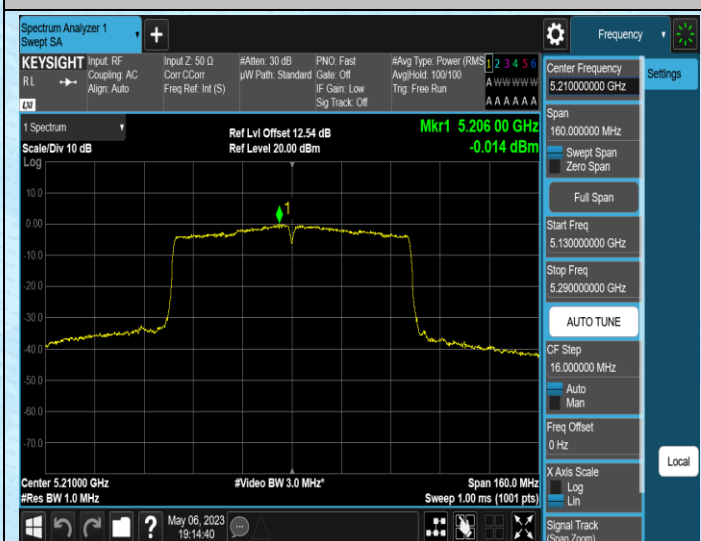 Spectrum Analyzer 1
Swept SA
Frequency
KEYSIGHT
R L
LXI
Input: RF
Coupling: AC
Align: Auto
Input Z: 50 Ω
Corr CCorr
Freq Ref: Int (S)
#Atten: 30 dB
µW Path: Standard
PNO: Fast
Gate: Off
IF Gain: Low
Sig Track: Off
#Avg Type: Power (RMS
Avg|Hold: 100/100
Trig: Free Run
1 2 3 4 5 6
A W W W W W
A A A A A A
1 Spectrum
Scale/Div 10 dB
Log
Ref Lvl Offset 12.54 dB
Ref Level 20.00 dBm
Mkr1 5.206 00 GHz
-0.014 dBm
1
10.0
0.00
-10.0
-20.0
-30.0
-40.0
-50.0
-60.0
-70.0
Center 5.21000 GHz
#Res BW 1.0 MHz
#Video BW 3.0 MHz*
Span 160.0 MHz
Sweep 1.00 ms (1001 pts)
May 06, 2023
19:14:40
?
Center Frequency
5.210000000 GHz
Settings
Span
160.000000 MHz
Swept Span
Zero Span
Full Span
Start Freq
5.130000000 GHz
Stop Freq
5.290000000 GHz
AUTO TUNE
CF Step
16.000000 MHz
Auto
Man
Freq Offset
0 Hz
X Axis Scale
Log
Lin
Local
Signal Track
(Span Zoom)